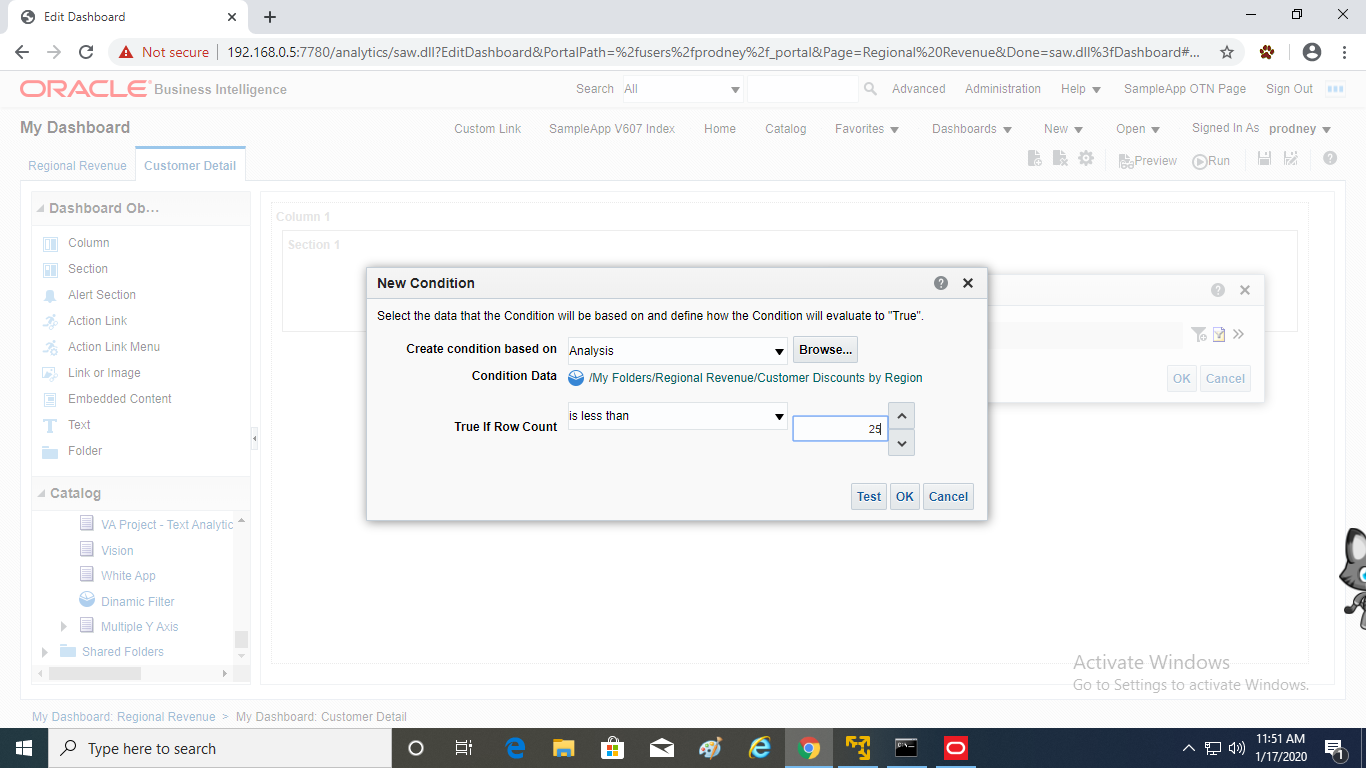 Edit Dashboard
Not secure
192.168.0.5:7780/analytics/saw.dll?EditDashboard&PortalPath=%2fusers%2fprodney%2f_portal&Page=Regional%20Revenue&Done=saw.dll%3fDashboard#...
ORACLE Business Intelligence
Search All Advanced Administration Help SampleApp OTN Page Sign Out
My Dashboard
Custom Link SampleApp V607 Index Home Catalog Favorites Dashboards New Open Signed In As prodney
Regional Revenue Customer Detail
Preview Run
Dashboard Ob...
Column
Section
Alert Section
Action Link
Action Link Menu
Link or Image
Embedded Content
Text
Folder
Catalog
VA Project - Text Analytic
Vision
White App
Dinamic Filter
Multiple Y Axis
Shared Folders
Column 1
Section 1
New Condition
Select the data that the Condition will be based on and define how the Condition will evaluate to "True".
Create condition based on Analysis Browse...
Condition Data /My Folders/Regional Revenue/Customer Discounts by Region
True If Row Count is less than 25
Test OK Cancel
OK Cancel
Activate Windows
Go to Settings to activate Windows.
My Dashboard: Regional Revenue > My Dashboard: Customer Detail
Type here to search
11:51 AM
1/17/2020
1